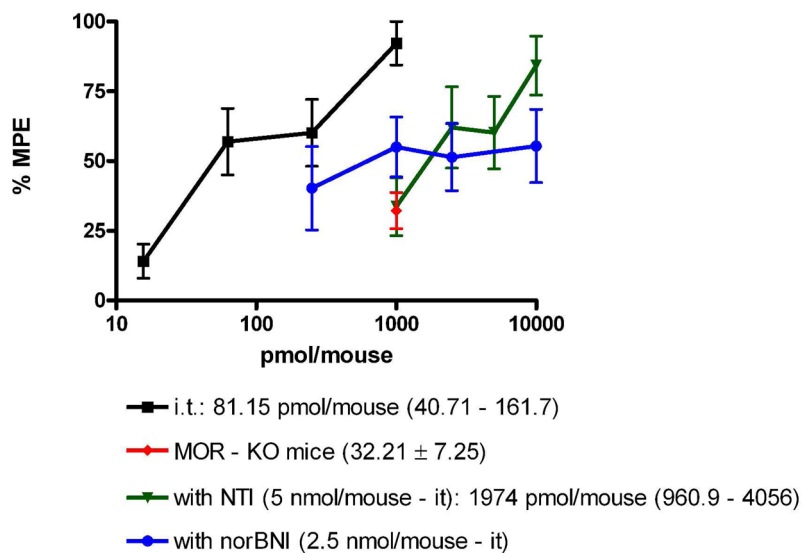 100
75
50
25
0
% MPE
10 100 1000 10000
pmol/mouse
i.t.: 81.15 pmol/mouse (40.71 - 161.7)
MOR - KO mice (32.21 ± 7.25)
with NTI (5 nmol/mouse - it): 1974 pmol/mouse (960.9 - 4056)
with norBNI (2.5 nmol/mouse - it)